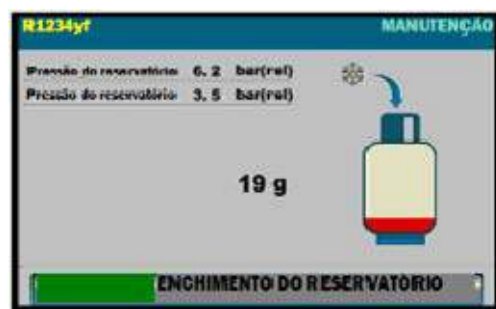 R1234yf MANUTENÇÃO
Pressão do reservatório 6, 2 bar(rel)
Pressão do reservatório 3, 5 bar(rel)
19 g
ENCHIMENTO DO RESERVATÓRIO